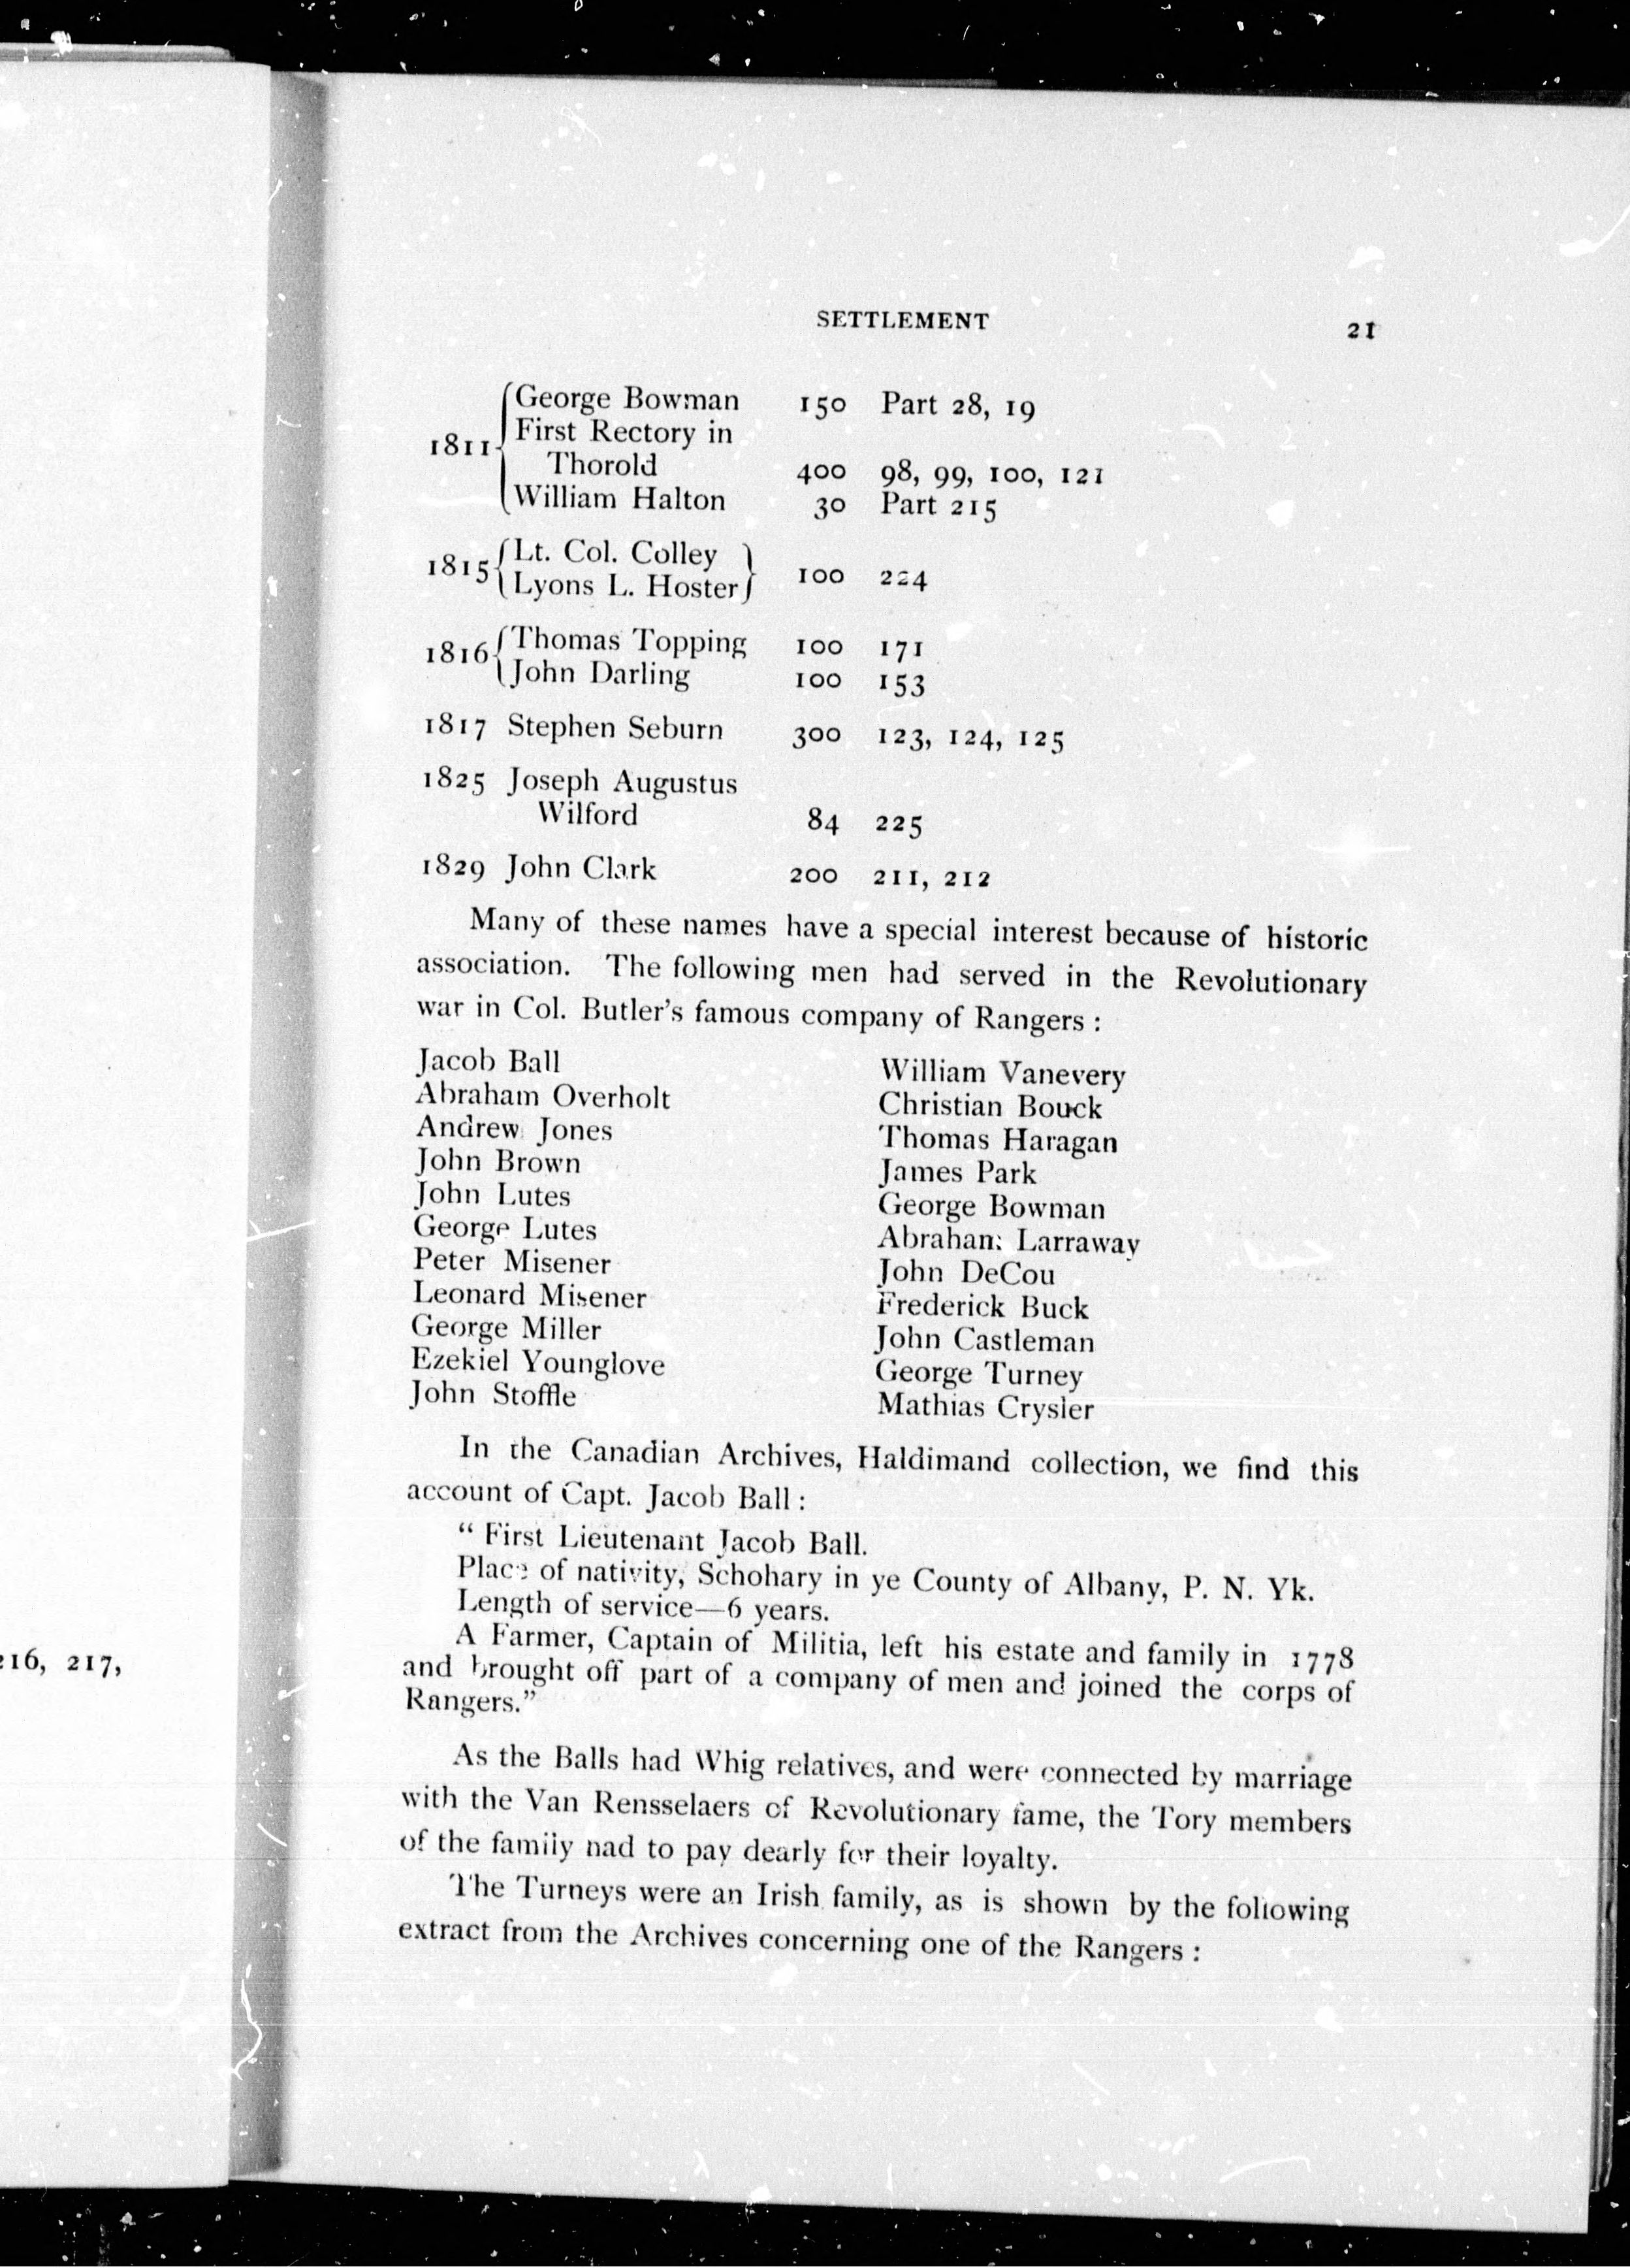 SETTLEMENT 21
George Bowman 150 Part 28, 19
First Rectory in
1811
Thorold 400 98, 99, 100, 121
William Halton 30 Part 215
Lt. Col. Colley
1815 100 224
Lyons L. Hoster
Thomas Topping 100 171
1816
John Darling 100 153
1817 Stephen Seburn 300 123, 124, 125
1825 Joseph Augustus
Wilford 84 225
1829 John Clark 200 211, 212
Many of these names have a special interest because of historic
association. The following men had served in the Revolutionary
war in Col. Butler's famous company of Rangers :
Jacob Ball
Abraham Overholt
Andrew Jones
John Brown
John Lutes
George Lutes
Peter Misener
Leonard Misener
George Miller
Ezekiel Younglove
John Stoffle
William Vanevery
Christian Bouck
Thomas Haragan
James Park
George Bowman
Abraham Larraway
John DeCou
Frederick Buck
John Castleman
George Turney
Mathias Crysler
In the Canadian Archives, Haldimand collection, we find this
account of Capt. Jacob Ball :
“ First Lieutenant Jacob Ball.
Place of nativity, Schohary in ye County of Albany, P. N. Yk.
Length of service—6 years.
A Farmer, Captain of Militia, left his estate and family in 1778
and brought off part of a company of men and joined the corps of
Rangers.”
As the Balls had Whig relatives, and were connected by marriage
with the Van Rensselaers of Revolutionary fame, the Tory members
of the family had to pay dearly for their loyalty.
The Turneys were an Irish family, as is shown by the following
extract from the Archives concerning one of the Rangers :
216, 217,